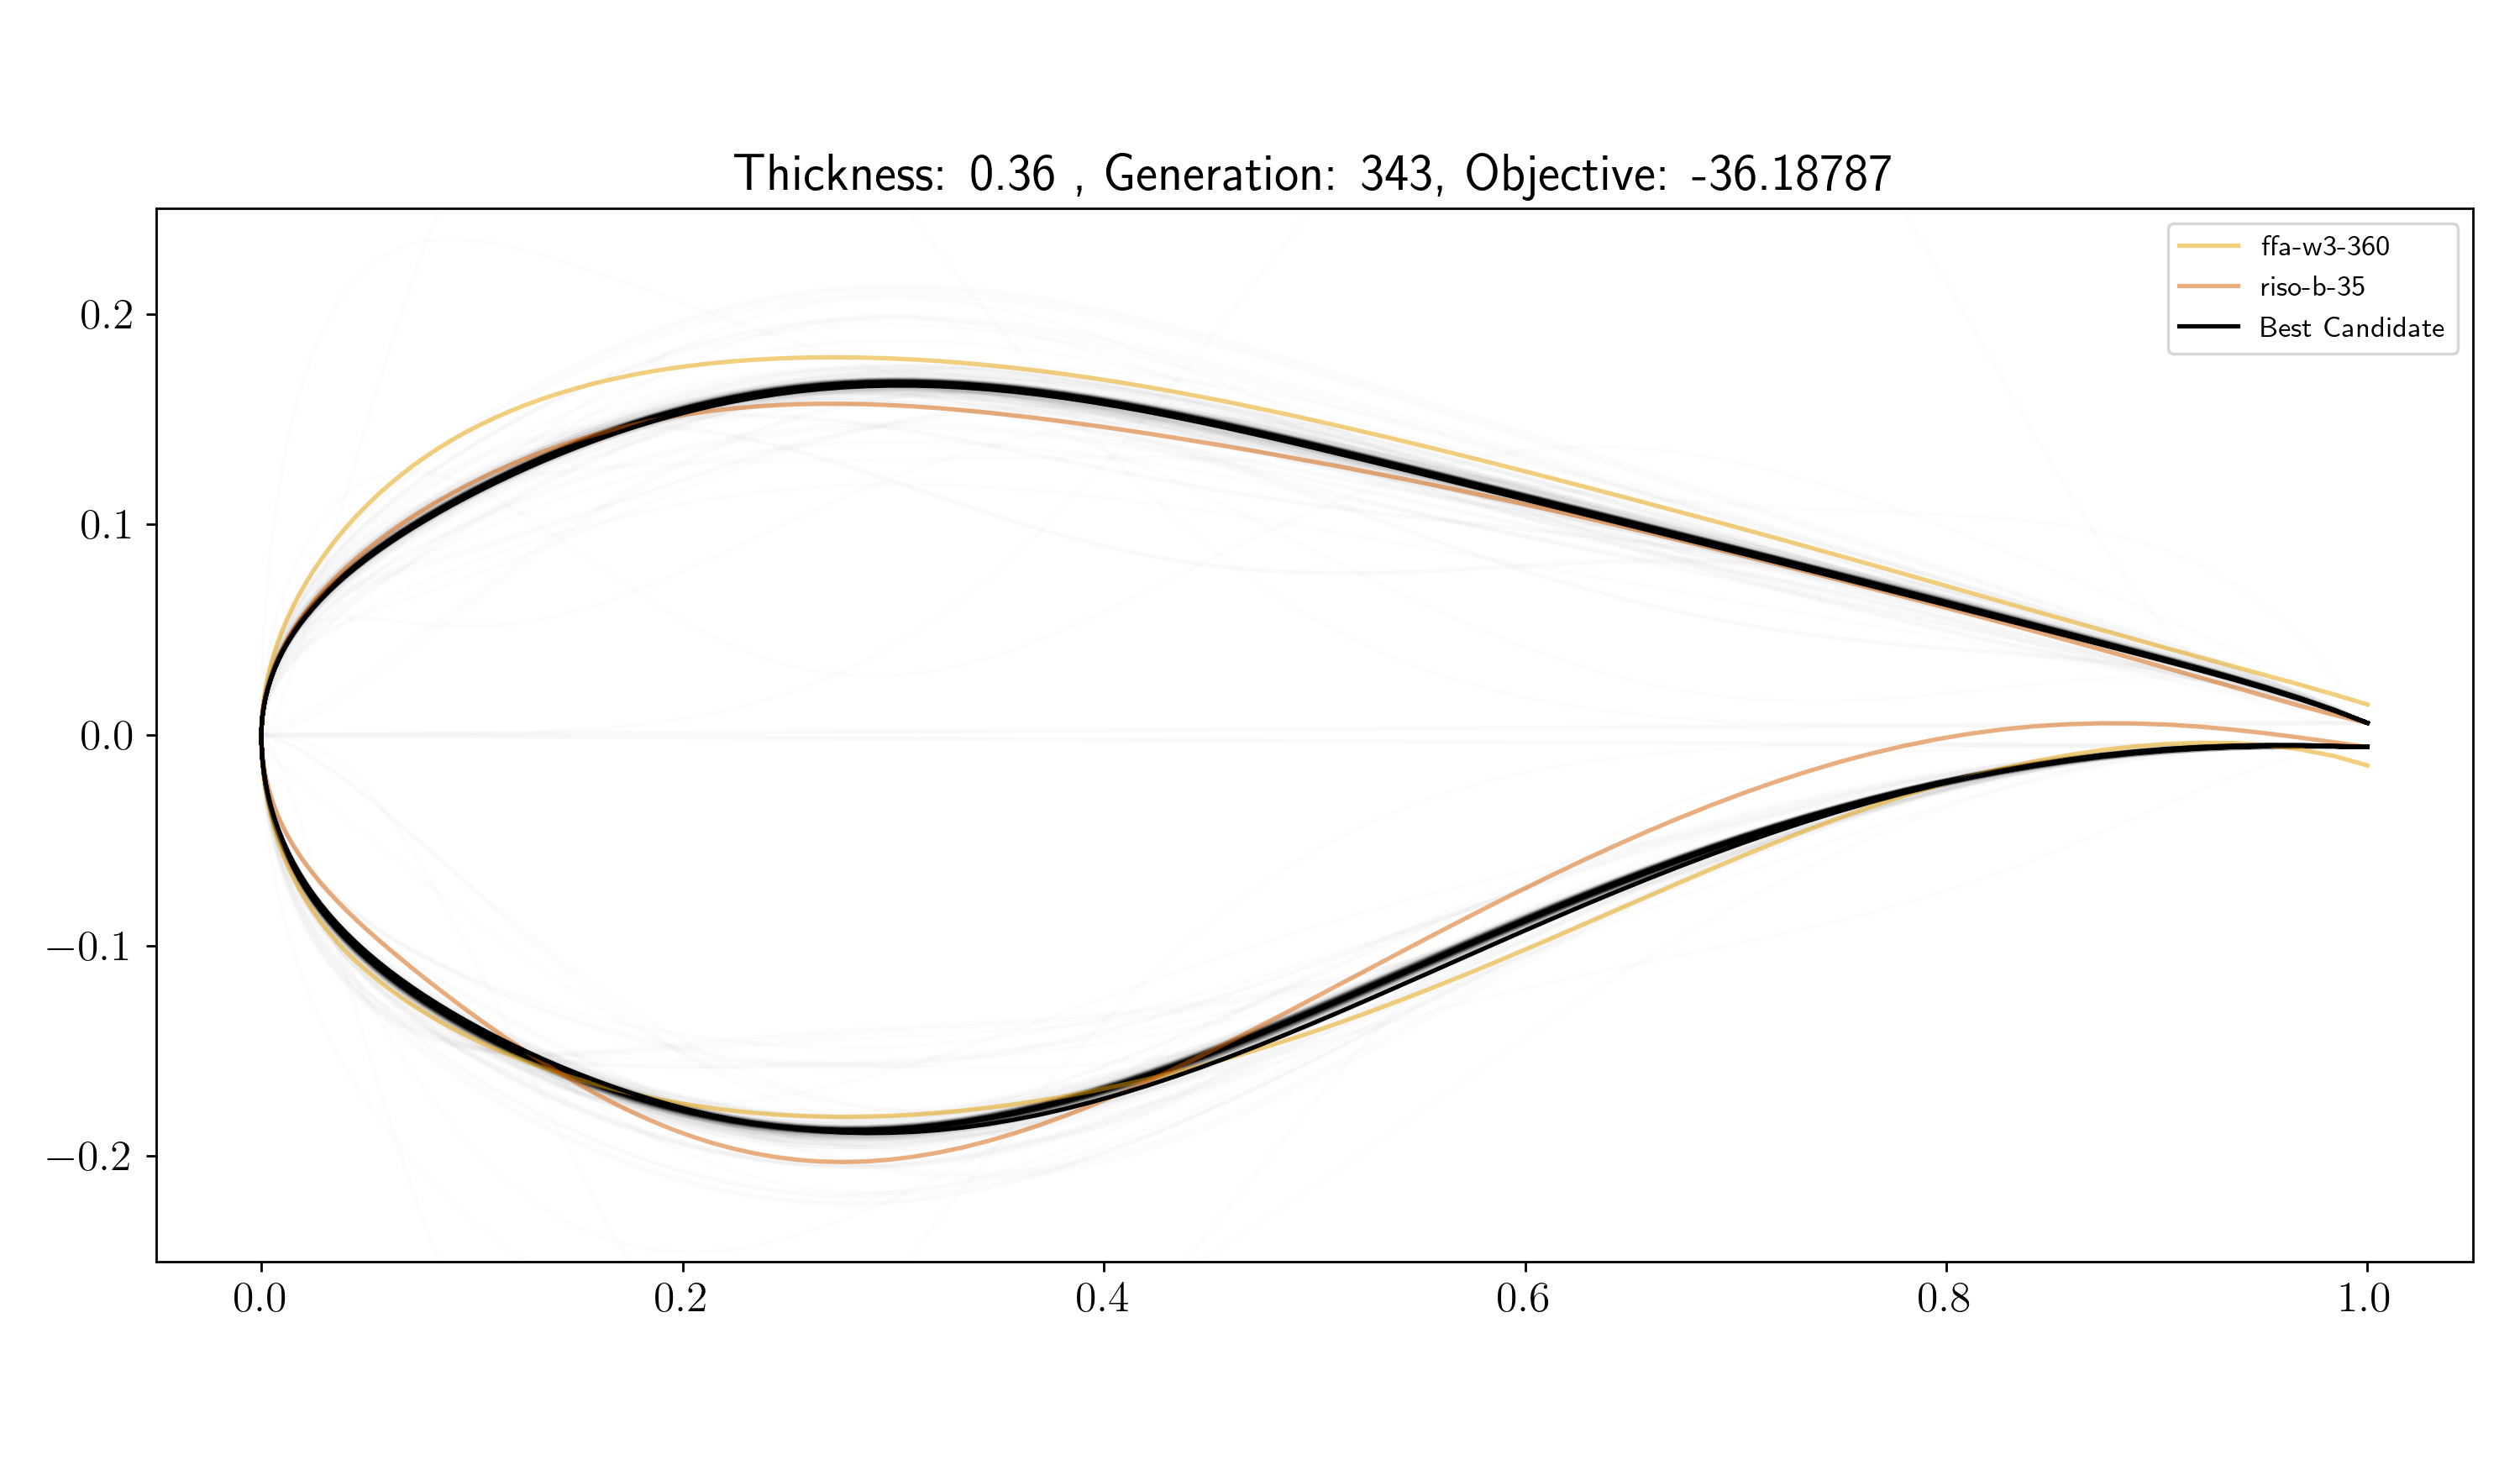 Thickness: 0.36 , Generation: 343, Objective: -36.18787
ffa-w3-360
riso-b-35
Best Candidate
0.2
0.1
0.0
−0.1
−0.2
0.0 0.2 0.4 0.6 0.8 1.0